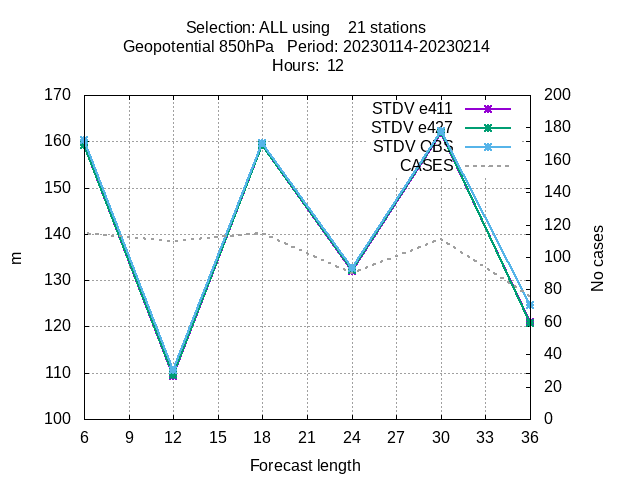 Selection: ALL using    21 stations
Geopotential 850hPa   Period: 20230114-20230214
Hours:  12
170
160
150
140
130
120
110
100
200
180
160
140
120
100
80
60
40
20
0
STDV e411
STDV e437
STDV OBS
CASES
m
No cases
6 9 12 15 18 21 24 27 30 33 36
Forecast length